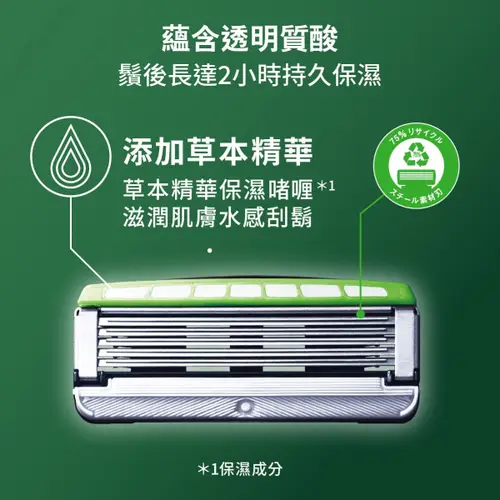 蘊含透明質酸
鬚後長達2小時持久保濕
添加草本精華
草本精華保濕啫喱＊1
滋潤肌膚水感刮鬍
75%リサイクル
スチール素材刃
＊1保濕成分